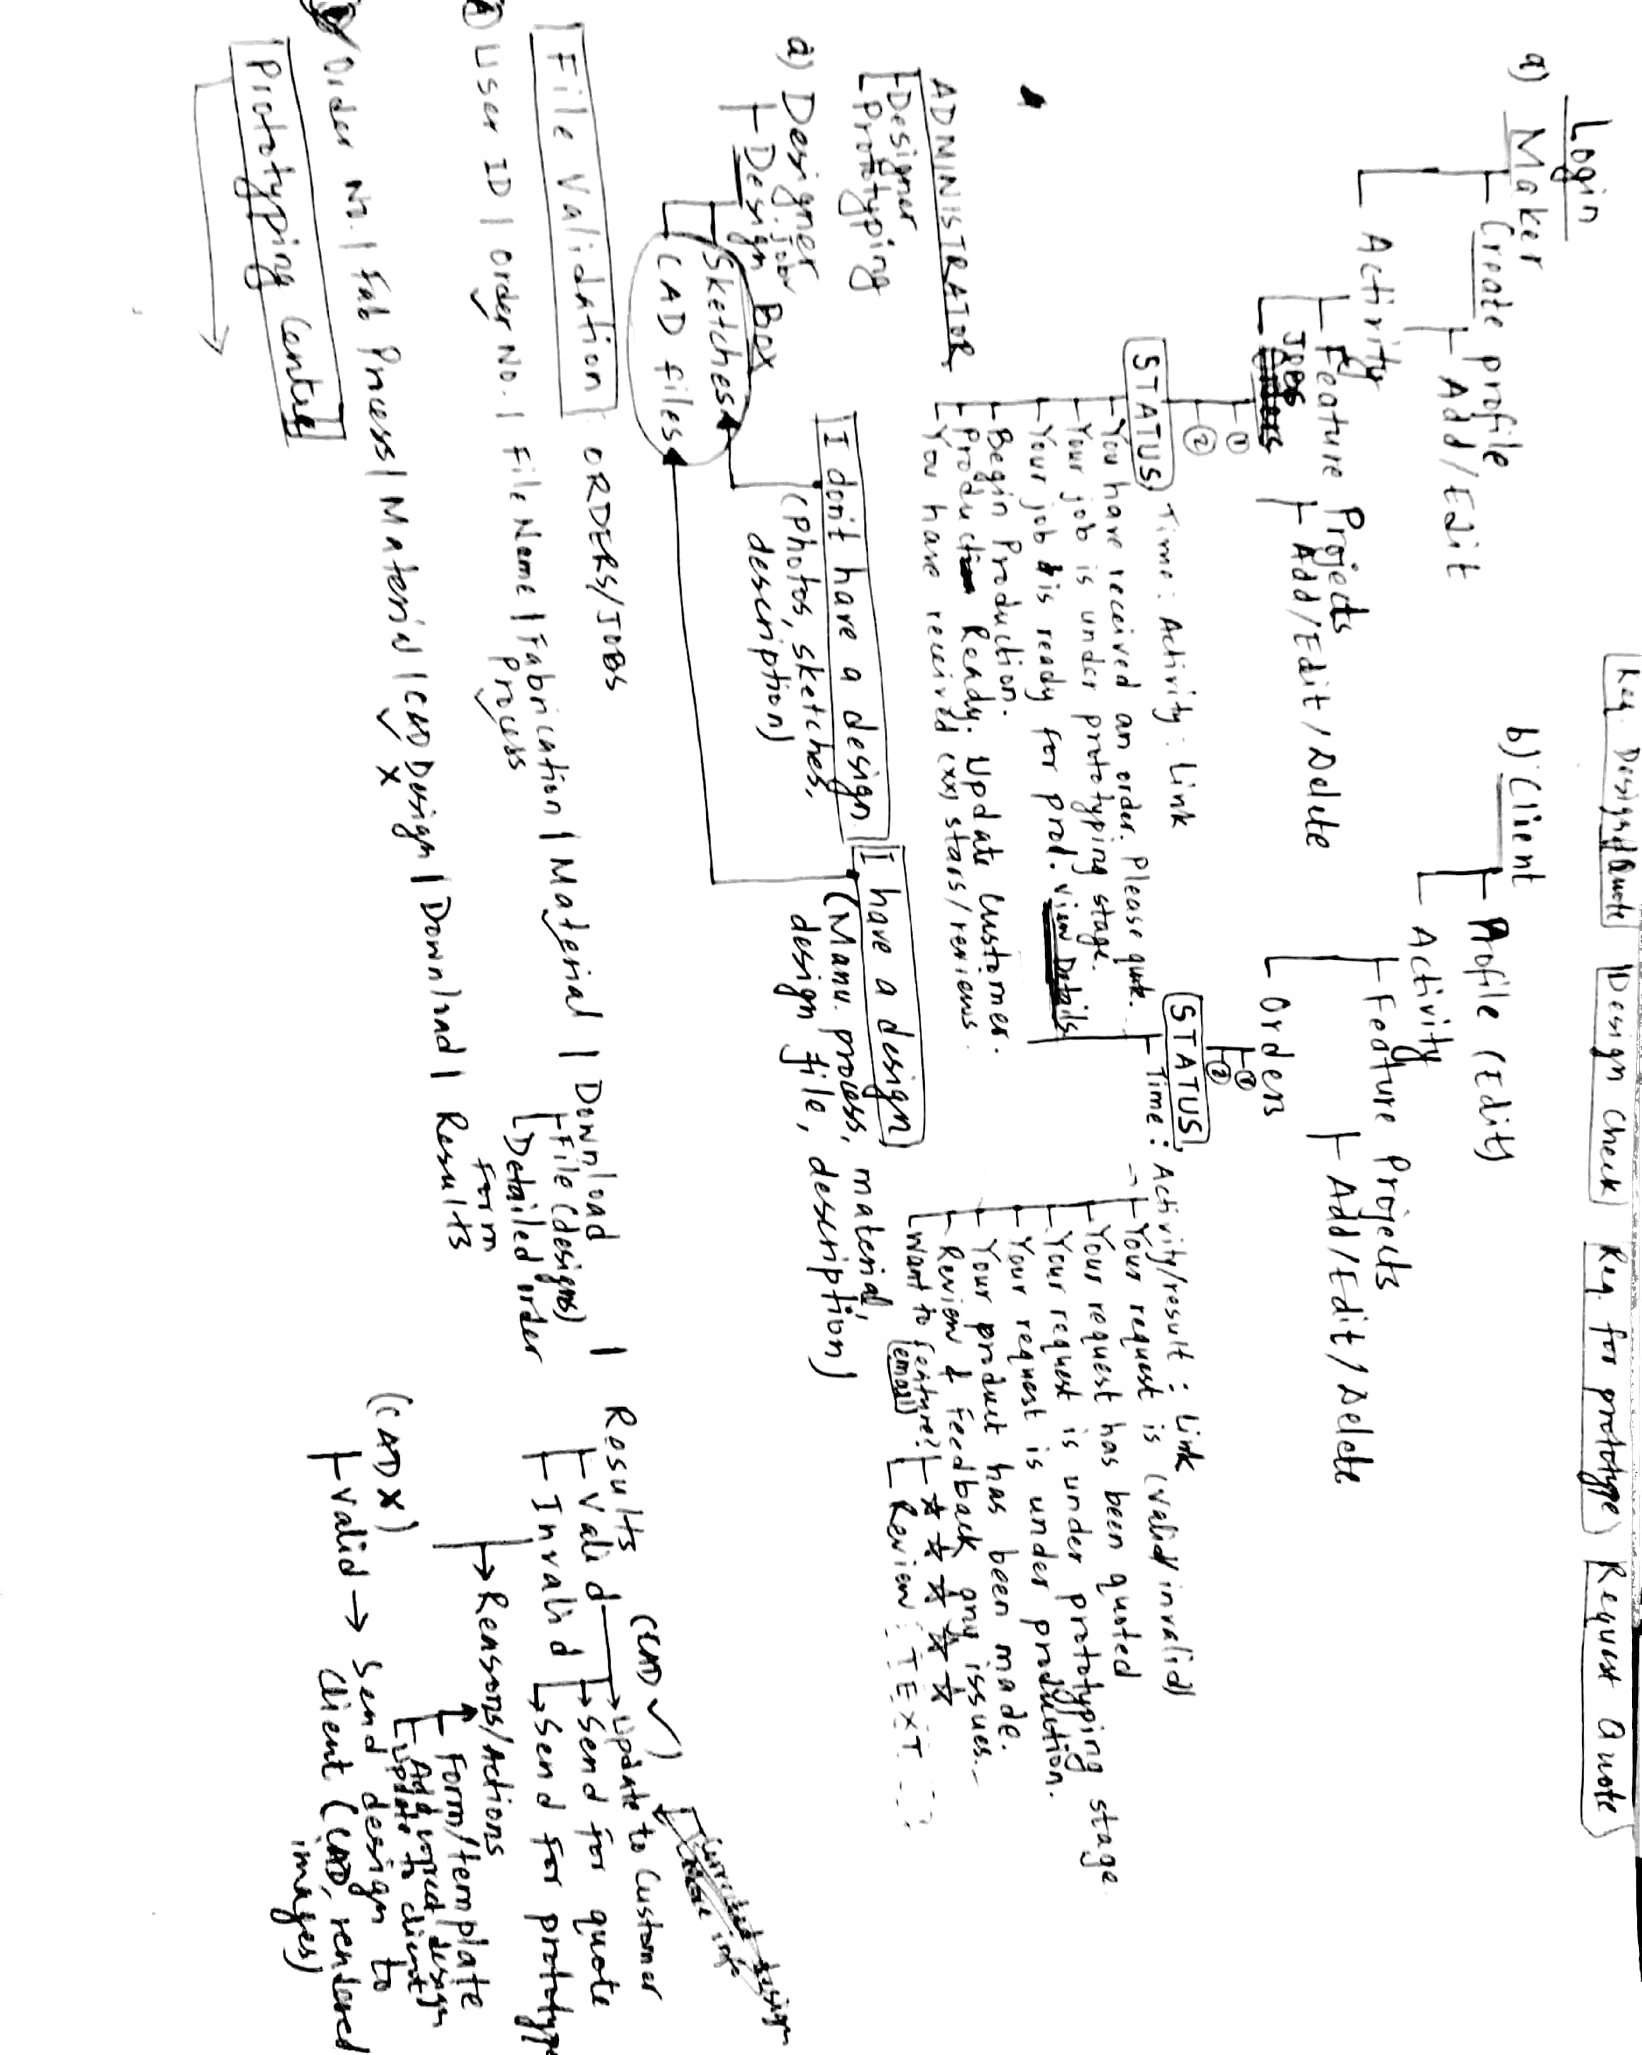 Req. Design & Quote
Design Check
Req. for prototype
Request Quote
Login
a) Maker
Create profile
Add/Edit
Activity
Feature Projects
Add/Edit/Delete
JOBS
Orders
①
②
STATUS Time: Activity: Link
You have received an order. Please quote.
Your job is under prototyping stage.
Your job is ready for prod. View Details
Begin Production.
Production Ready. Update Customer.
You have received (xx) stars/reviews.
b) Client
Profile (Edit)
Activity
Feature Projects
Add/Edit/Delete
Orders
①
②
STATUS
Time: Activity/result: Link
Your request is (valid/invalid)
Your request has been quoted
Your request is under prototyping stage
Your request is under production.
Your product has been made.
Review & Feedback any issues.
Want to feature?
(email)
Review: TEXT
ADMINISTRATOR
Designer
Prototyping
I don't have a design
(Photos, sketches,
description)
I have a design
(Manu. process, material,
design file, description)
a) Designer
job
Design Box
Sketches
CAD files
File Validation ORDERS/JOBS
User ID | Order No. | File Name | Fabrication Process | Material | Download | Results
File (designs)
Detailed order
form
(CAD ✓)
Corrected design
More info
Valid
Update to Customer
Send for quote
Send for prototype
Invalid
Reasons/Actions
Form/template
Add correct design
Update to client
Order No. | Fab Process | Material | CAD Design | Download | Results
✓ X
(CAD X)
Valid → Send design to
Client (CAD, rendered
images)
Prototyping Centre